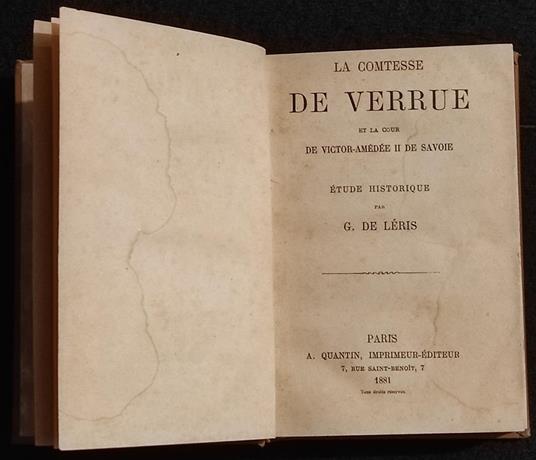 LA COMTESSE
DE VERRUE
ET LA COUR
DE VICTOR-AMÉDÉE II DE SAVOIE
ÉTUDE HISTORIQUE
PAR
G. DE LÉRIS
PARIS
A. QUANTIN, IMPRIMEUR-ÉDITEUR
7, RUE SAINT-BENOÎT, 7
1881
Tous droits réservés.